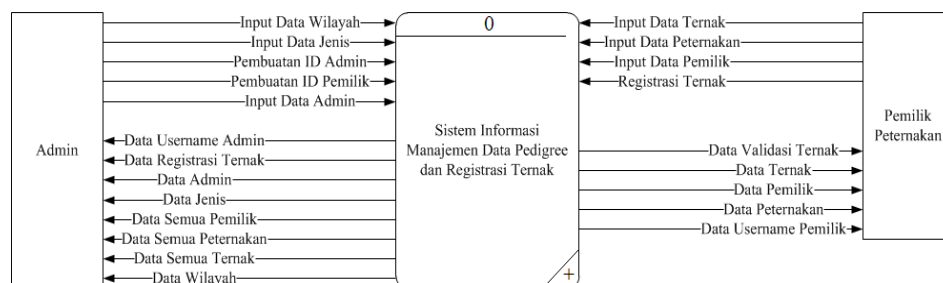 Admin
Input Data Wilayah
Input Data Jenis
Pembuatan ID Admin
Pembuatan ID Pemilik
Input Data Admin
Data Username Admin
Data Registrasi Ternak
Data Admin
Data Jenis
Data Semua Pemilik
Data Semua Peternakan
Data Semua Ternak
Data Wilayah
0
Sistem Informasi
Manajemen Data Pedigree
dan Registrasi Ternak
+
Input Data Ternak
Input Data Peternakan
Input Data Pemilik
Registrasi Ternak
Data Validasi Ternak
Data Ternak
Data Pemilik
Data Peternakan
Data Username Pemilik
Pemilik
Peternakan